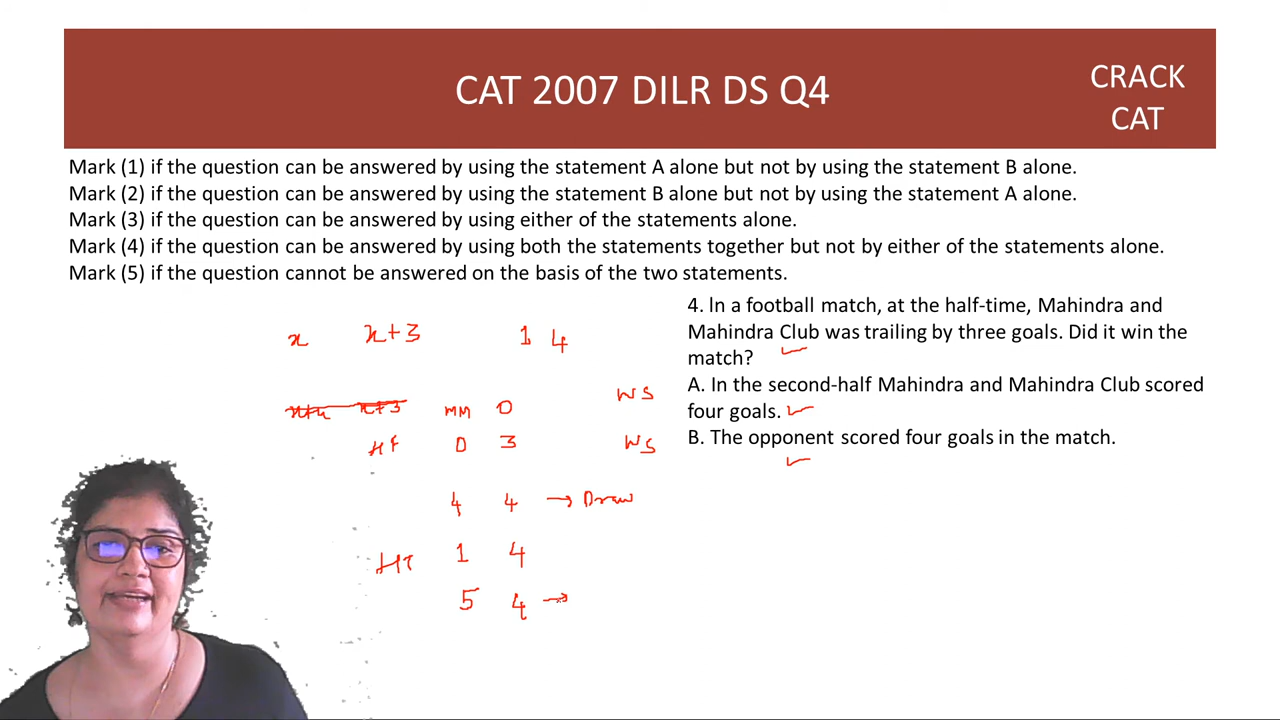 CAT 2007 DILR DS Q4
CRACK
CAT
Mark (1) if the question can be answered by using the statement A alone but not by using the statement B alone.
Mark (2) if the question can be answered by using the statement B alone but not by using the statement A alone.
Mark (3) if the question can be answered by using either of the statements alone.
Mark (4) if the question can be answered by using both the statements together but not by either of the statements alone.
Mark (5) if the question cannot be answered on the basis of the two statements.
4. In a football match, at the half-time, Mahindra and
Mahindra Club was trailing by three goals. Did it win the
match?
A. In the second-half Mahindra and Mahindra Club scored
four goals.
B. The opponent scored four goals in the match.
x x+3 1 4
MM O WS
0 3 WS
4 4 → Draw
HT 1 4
5 4 →